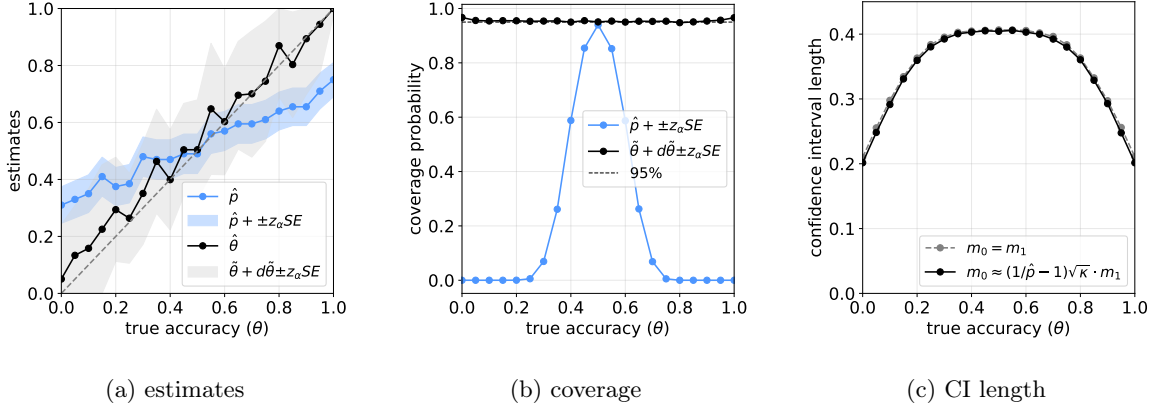 estimates
1.0
0.8
0.6
0.4
0.2
0.0
0.0 0.2 0.4 0.6 0.8 1.0
true accuracy (θ)
p̂
p̂ + ±z_αSE
θ̂
θ̃ + dθ̃ ± z_αSE
(a) estimates
coverage probability
1.0
0.8
0.6
0.4
0.2
0.0
0.0 0.2 0.4 0.6 0.8 1.0
true accuracy (θ)
p̂ + ±z_αSE
θ̃ + dθ̃ ± z_αSE
95%
(b) coverage
confidence interval length
0.4
0.3
0.2
0.1
0.0
0.0 0.2 0.4 0.6 0.8 1.0
true accuracy (θ)
m₀ = m₁
m₀ ≈ (1/p̂ − 1)√κ · m₁
(c) CI length